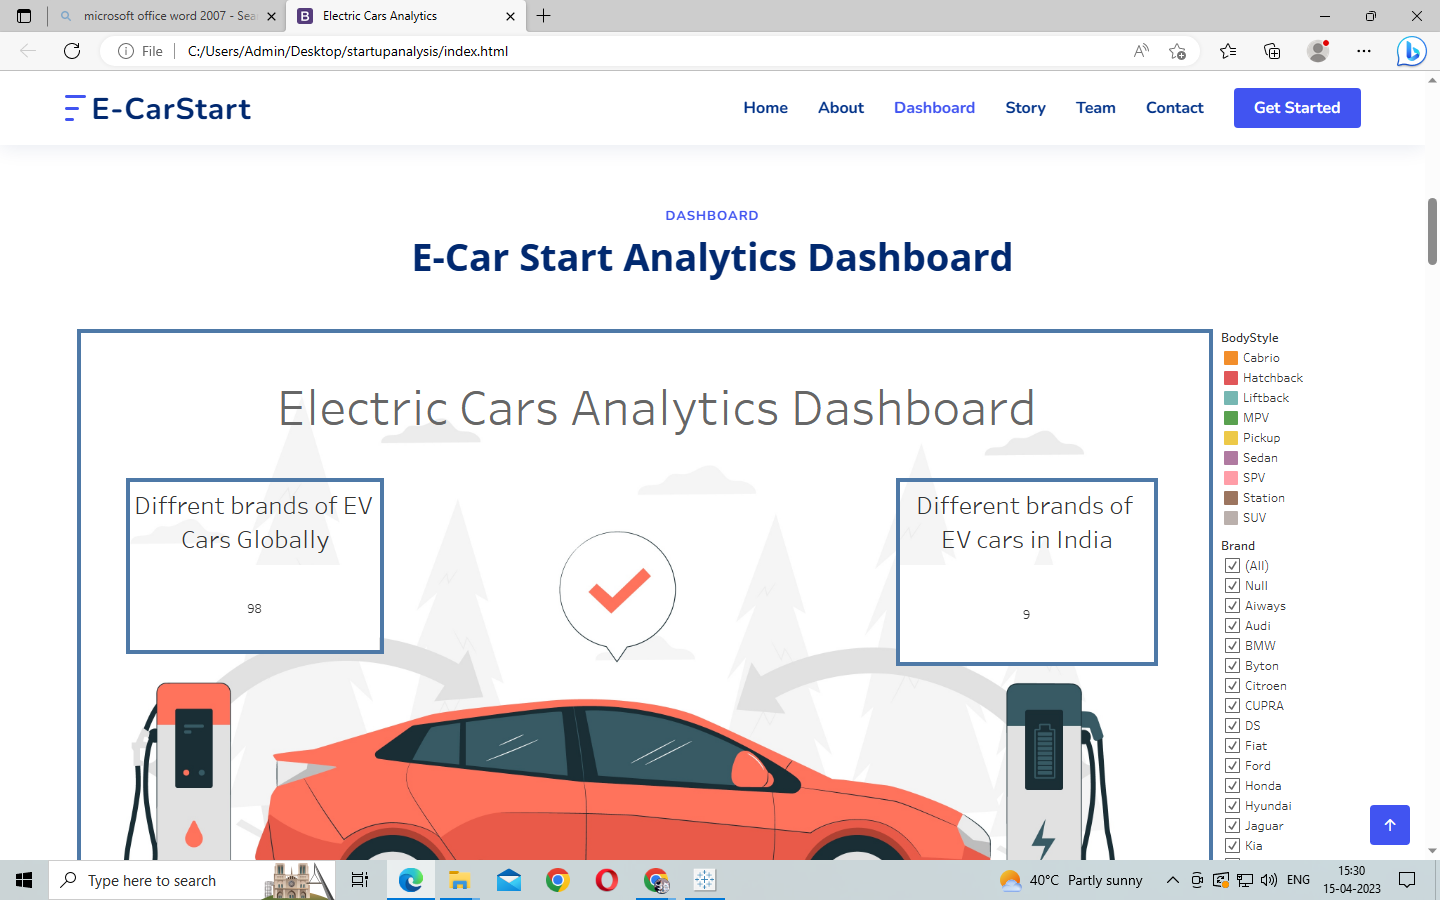 microsoft office word 2007 - Sea
Electric Cars Analytics
File
C:/Users/Admin/Desktop/startupanalysis/index.html
E-CarStart
Home
About
Dashboard
Story
Team
Contact
Get Started
DASHBOARD
E-Car Start Analytics Dashboard
Electric Cars Analytics Dashboard
Diffrent brands of EV
Cars Globally
98
Different brands of
EV cars in India
9
BodyStyle
Cabrio
Hatchback
Liftback
MPV
Pickup
Sedan
SPV
Station
SUV
Brand
(All)
Null
Aiways
Audi
BMW
Byton
Citroen
CUPRA
DS
Fiat
Ford
Honda
Hyundai
Jaguar
Kia
Type here to search
40°C Partly sunny
ENG
15:30
15-04-2023